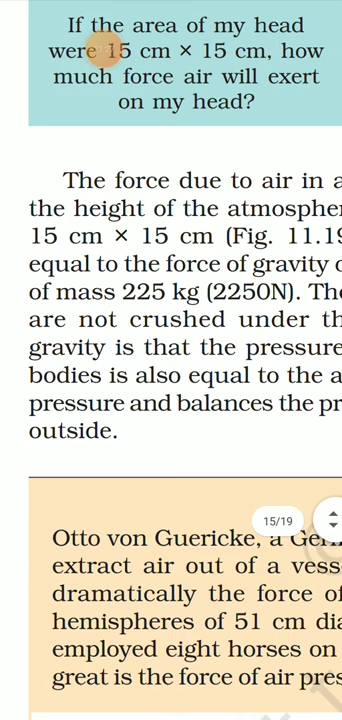 If the area of my head
were 15 cm × 15 cm, how
much force air will exert
on my head?
The force due to air in a
the height of the atmospher
15 cm × 15 cm (Fig. 11.19
equal to the force of gravity o
of mass 225 kg (2250N). The
are not crushed under th
gravity is that the pressure
bodies is also equal to the a
pressure and balances the pr
outside.
15/19
Otto von Guericke, a Germ
extract air out of a vess
dramatically the force of
hemispheres of 51 cm dia
employed eight horses on
great is the force of air pres